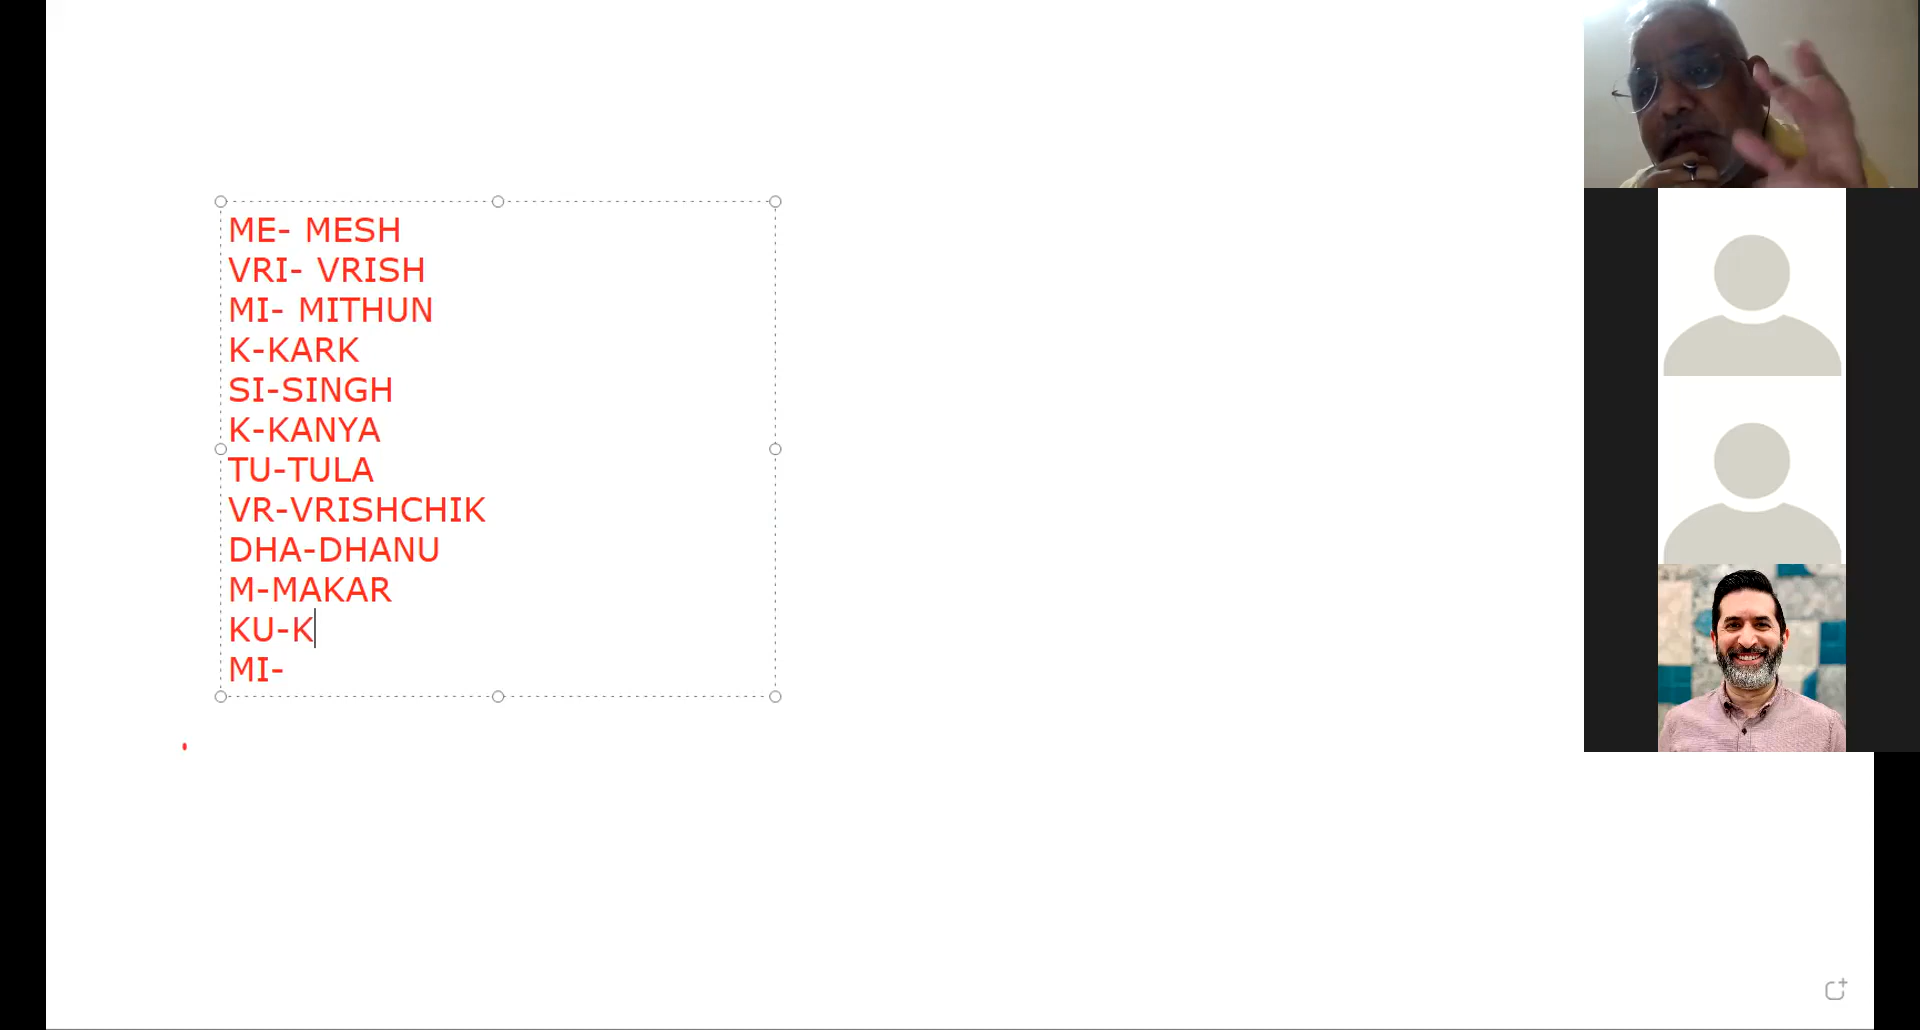 ME- MESH
VRI- VRISH
MI- MITHUN
K-KARK
SI-SINGH
K-KANYA
TU-TULA
VR-VRISHCHIK
DHA-DHANU
M-MAKAR
KU-K
MI-